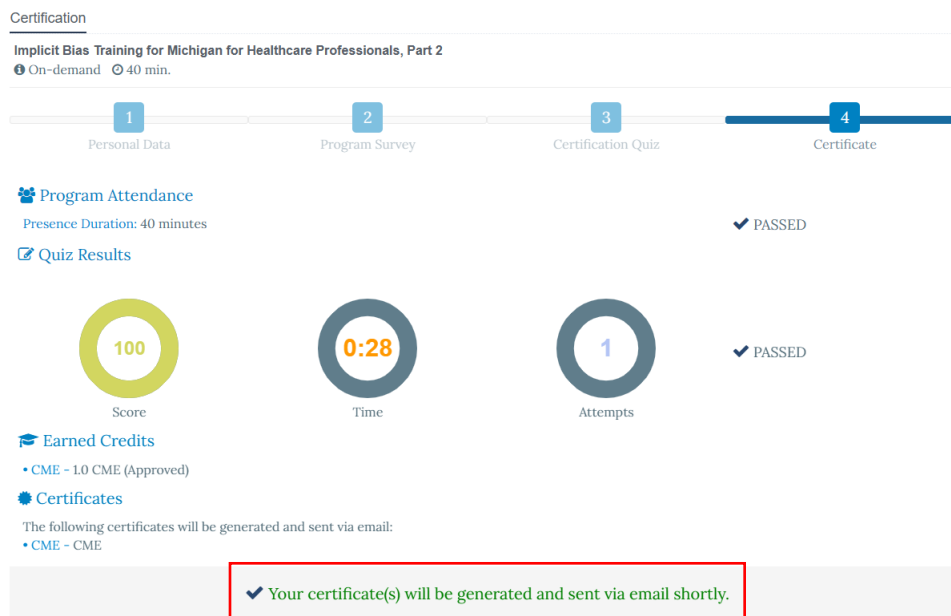 Certification
Implicit Bias Training for Michigan for Healthcare Professionals, Part 2
On-demand 40 min.
1 2 3 4
Personal Data Program Survey Certification Quiz Certificate
Program Attendance
Presence Duration: 40 minutes
PASSED
Quiz Results
100 0:28 1
PASSED
Score Time Attempts
Earned Credits
• CME - 1.0 CME (Approved)
Certificates
The following certificates will be generated and sent via email:
• CME - CME
Your certificate(s) will be generated and sent via email shortly.